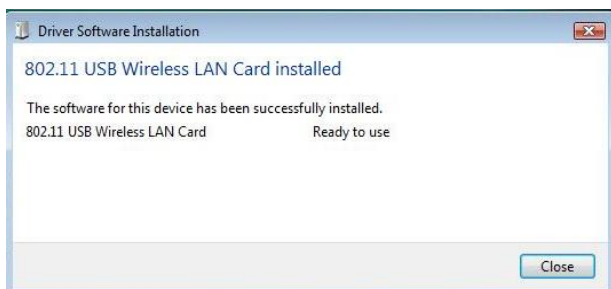 Driver Software Installation
802.11 USB Wireless LAN Card installed
The software for this device has been successfully installed.
802.11 USB Wireless LAN Card Ready to use
Close